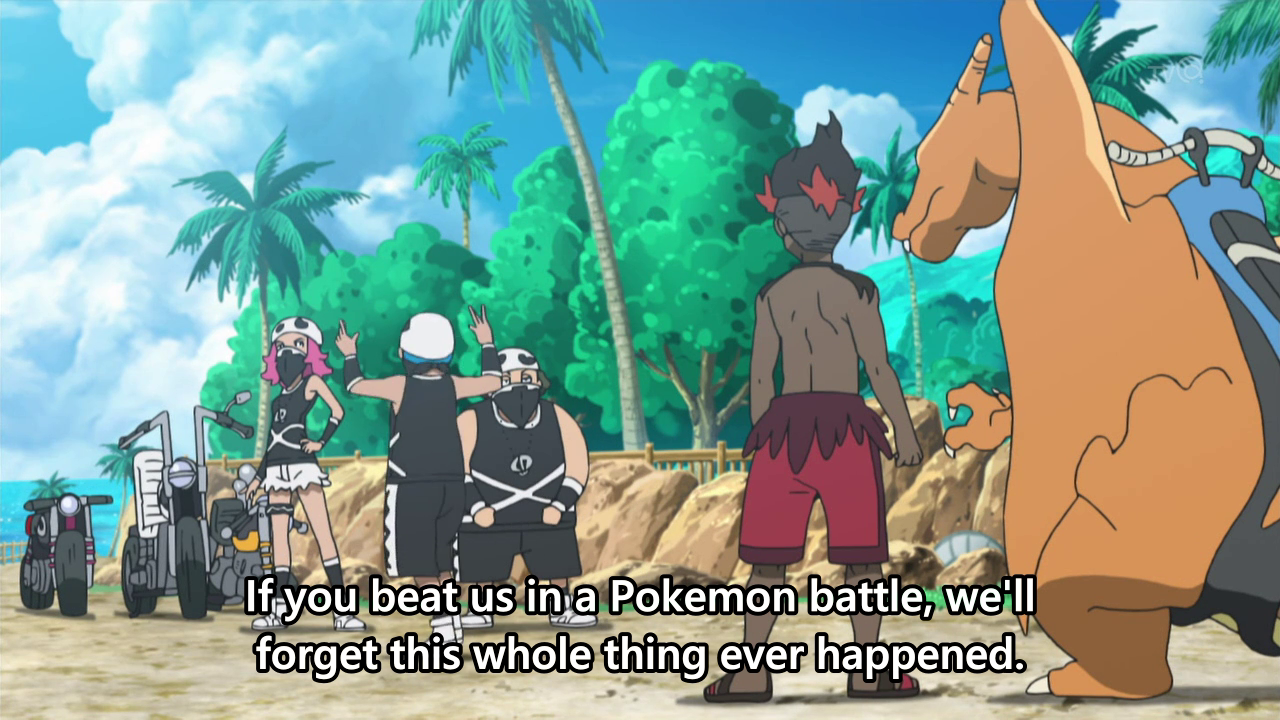 If you beat us in a Pokemon battle, we'll
forget this whole thing ever happened.